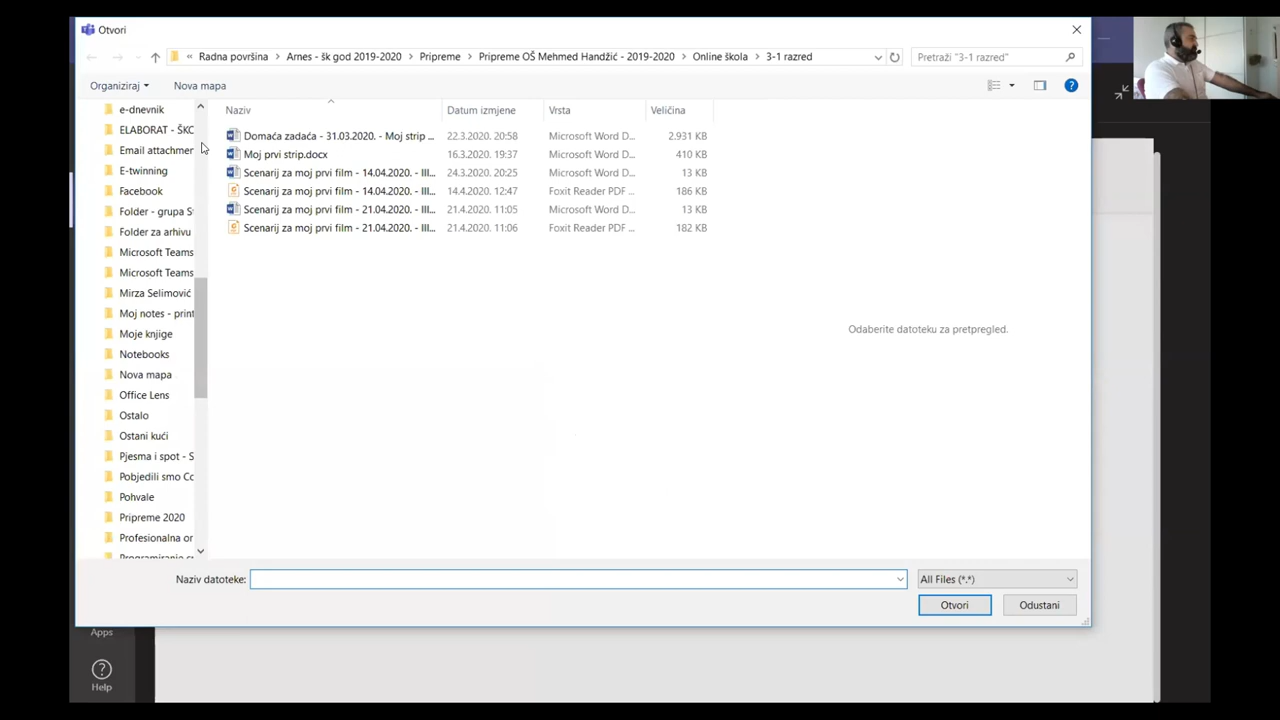 Otvori
« Radna površina > Arnes - šk god 2019-2020 > Pripreme > Pripreme OŠ Mehmed Handžić - 2019-2020 > Online škola > 3-1 razred
Pretraži "3-1 razred"
Organiziraj
Nova mapa
Naziv Datum izmjene Vrsta Veličina
Domaća zadaća - 31.03.2020. - Moj strip ... 22.3.2020. 20:58 Microsoft Word D... 2.931 KB
Moj prvi strip.docx 16.3.2020. 19:37 Microsoft Word D... 410 KB
Scenarij za moj prvi film - 14.04.2020. - III... 24.3.2020. 20:25 Microsoft Word D... 13 KB
Scenarij za moj prvi film - 14.04.2020. - III... 14.4.2020. 12:47 Foxit Reader PDF ... 186 KB
Scenarij za moj prvi film - 21.04.2020. - III... 21.4.2020. 11:05 Microsoft Word D... 13 KB
Scenarij za moj prvi film - 21.04.2020. - III... 21.4.2020. 11:06 Foxit Reader PDF ... 182 KB
e-dnevnik
ELABORAT - ŠKO
Email attachmen
E-twinning
Facebook
Folder - grupa S
Folder za arhivu
Microsoft Teams
Microsoft Teams
Mirza Selimović
Moj notes - print
Moje knjige
Notebooks
Nova mapa
Office Lens
Ostalo
Ostani kući
Pjesma i spot - S
Pobjedili smo Co
Pohvale
Pripreme 2020
Profesionalna or
Odaberite datoteku za pretpregled.
Naziv datoteke:
All Files (*.*)
Otvori
Odustani
Apps
Help